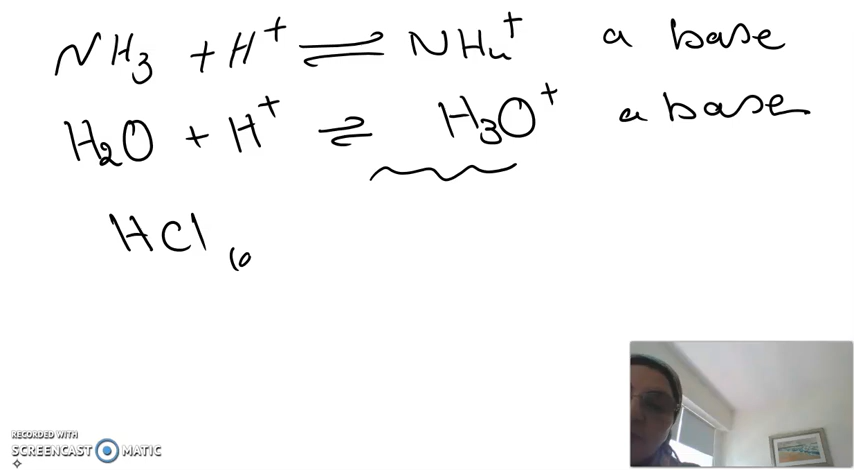 NH3 + H+ ⇌ NH4+ a base
H2O + H+ ⇌ H3O+ a base
HCl (a
RECORDED WITH
SCREENCAST MATIC